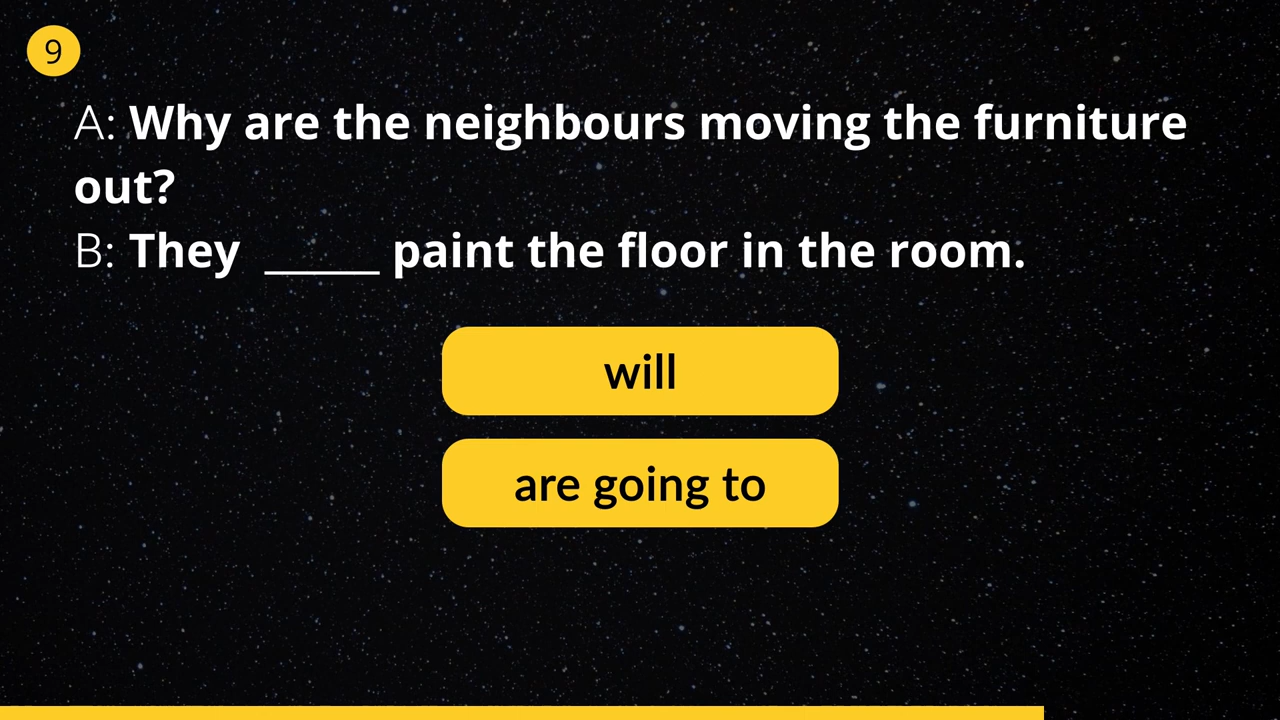 9
A: Why are the neighbours moving the furniture
out?
B: They ______ paint the floor in the room.
will
are going to